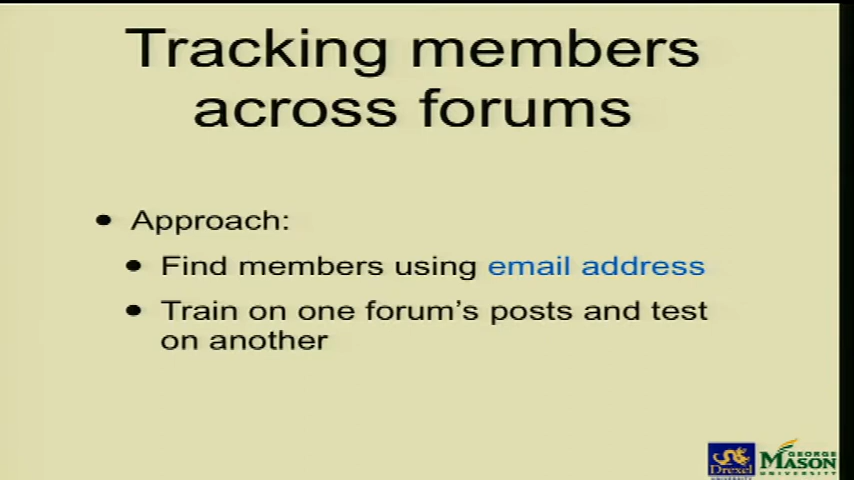 Tracking members
across forums
Approach:
Find members using email address
Train on one forum's posts and test
on another
Drexel
UNIVERSITY
GEORGE
MASON
UNIVERSITY